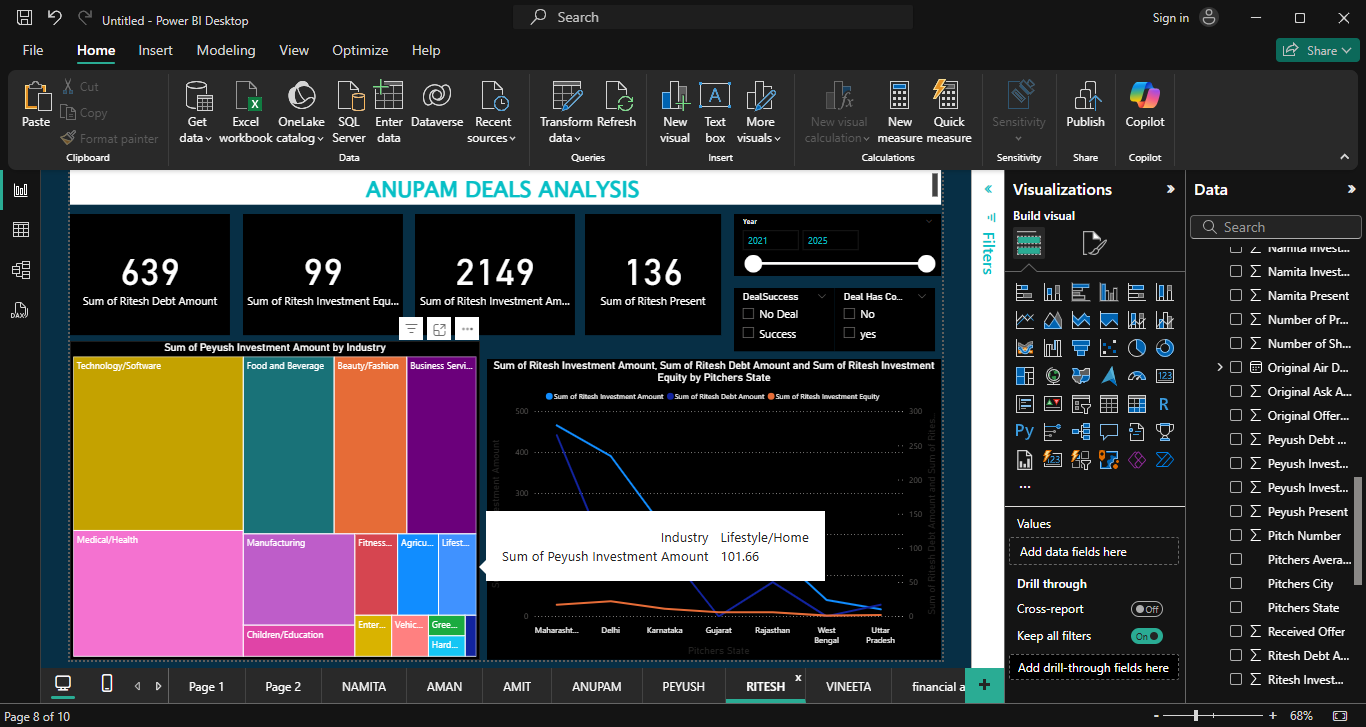 Untitled - Power BI Desktop
Search
Sign in
File Home Insert Modeling View Optimize Help
Share
Paste
Cut
Copy
Format painter
Clipboard
Get data
Excel workbook
OneLake catalog
SQL Server
Enter data
Dataverse
Recent sources
Data
Transform data
Refresh
Queries
New visual
Text box
More visuals
Insert
New visual calculation
New measure
Quick measure
Calculations
Sensitivity
Sensitivity
Publish
Share
Copilot
Copilot
ANUPAM DEALS ANALYSIS
639
Sum of Ritesh Debt Amount
99
Sum of Ritesh Investment Equ...
2149
Sum of Ritesh Investment Am...
136
Sum of Ritesh Present
Year
2021 2025
DealSuccess
No Deal
Success
Deal Has Co...
No
yes
Sum of Peyush Investment Amount by Industry
Technology/Software
Food and Beverage
Beauty/Fashion
Business Servi...
Medical/Health
Manufacturing
Fitness...
Agricu...
Lifest...
Children/Education
Enter...
Vehic...
Gree...
Hard...
Sum of Ritesh Investment Amount, Sum of Ritesh Debt Amount and Sum of Ritesh Investment
Equity by Pitchers State
Sum of Ritesh Investment Amount Sum of Ritesh Debt Amount Sum of Ritesh Investment Equity
500
400
300
0
300
250
200
150
100
50
0
Industry Lifestyle/Home
Sum of Peyush Investment Amount 101.66
Maharasht... Delhi Karnataka Gujarat Rajasthan West Bengal Uttar Pradesh
Pitchers State
Filters
Visualizations
Build visual
R
Py
123
...
Values
Add data fields here
Drill through
Cross-report
Off
Keep all filters
On
Add drill-through fields here
Data
Search
Namita Invest...
Namita Invest...
Namita Present
Number of Pr...
Number of Sh...
Original Air D...
Original Ask A...
Original Offer...
Peyush Debt ...
Peyush Invest...
Peyush Invest...
Peyush Present
Pitch Number
Pitchers Avera...
Pitchers City
Pitchers State
Received Offer
Ritesh Debt A...
Ritesh Invest...
Page 1 Page 2 NAMITA AMAN AMIT ANUPAM PEYUSH RITESH x VINEETA financial a
Page 8 of 10
68%